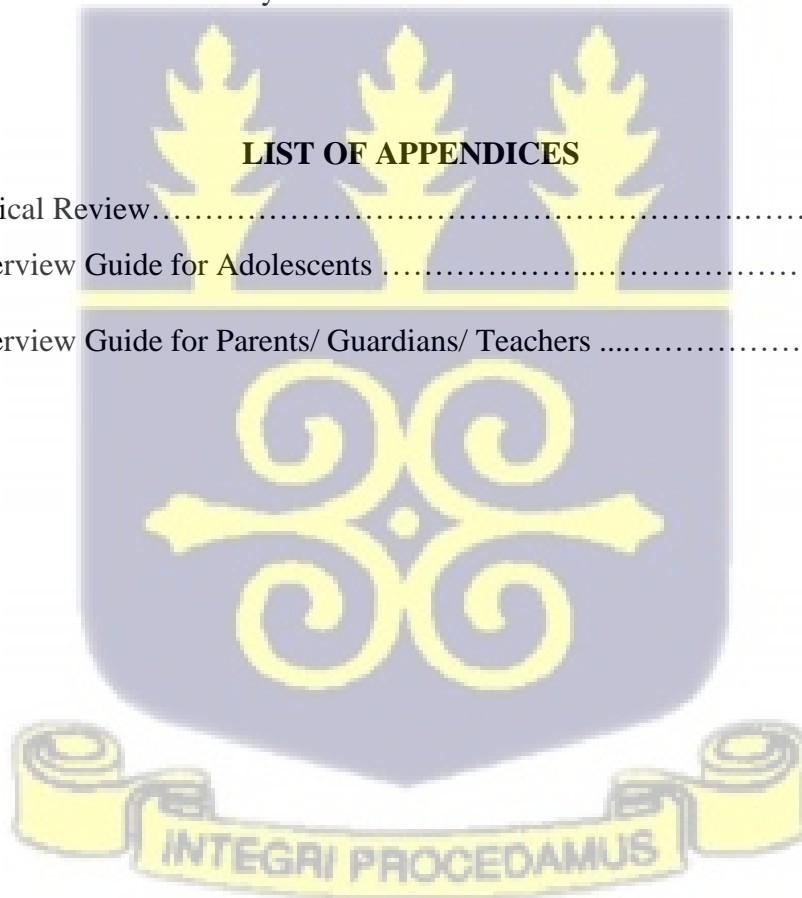 LIST OF APPENDICES
ical Review……………………..…………………………….……
erview Guide for Adolescents ………………...…………………
erview Guide for Parents/ Guardians/ Teachers ....………………
INTEGRI PROCEDAMUS